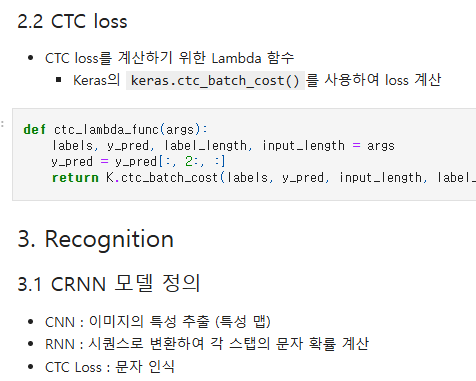 2.2 CTC loss
CTC loss를 계산하기 위한 Lambda 함수
Keras의 keras.ctc_batch_cost() 를 사용하여 loss 계산
:
def ctc_lambda_func(args):
labels, y_pred, label_length, input_length = args
y_pred = y_pred[:, 2:, :]
return K.ctc_batch_cost(labels, y_pred, input_length, label_
3. Recognition
3.1 CRNN 모델 정의
CNN : 이미지의 특성 추출 (특성 맵)
RNN : 시퀀스로 변환하여 각 스탭의 문자 확률 계산
CTC Loss : 문자 인식